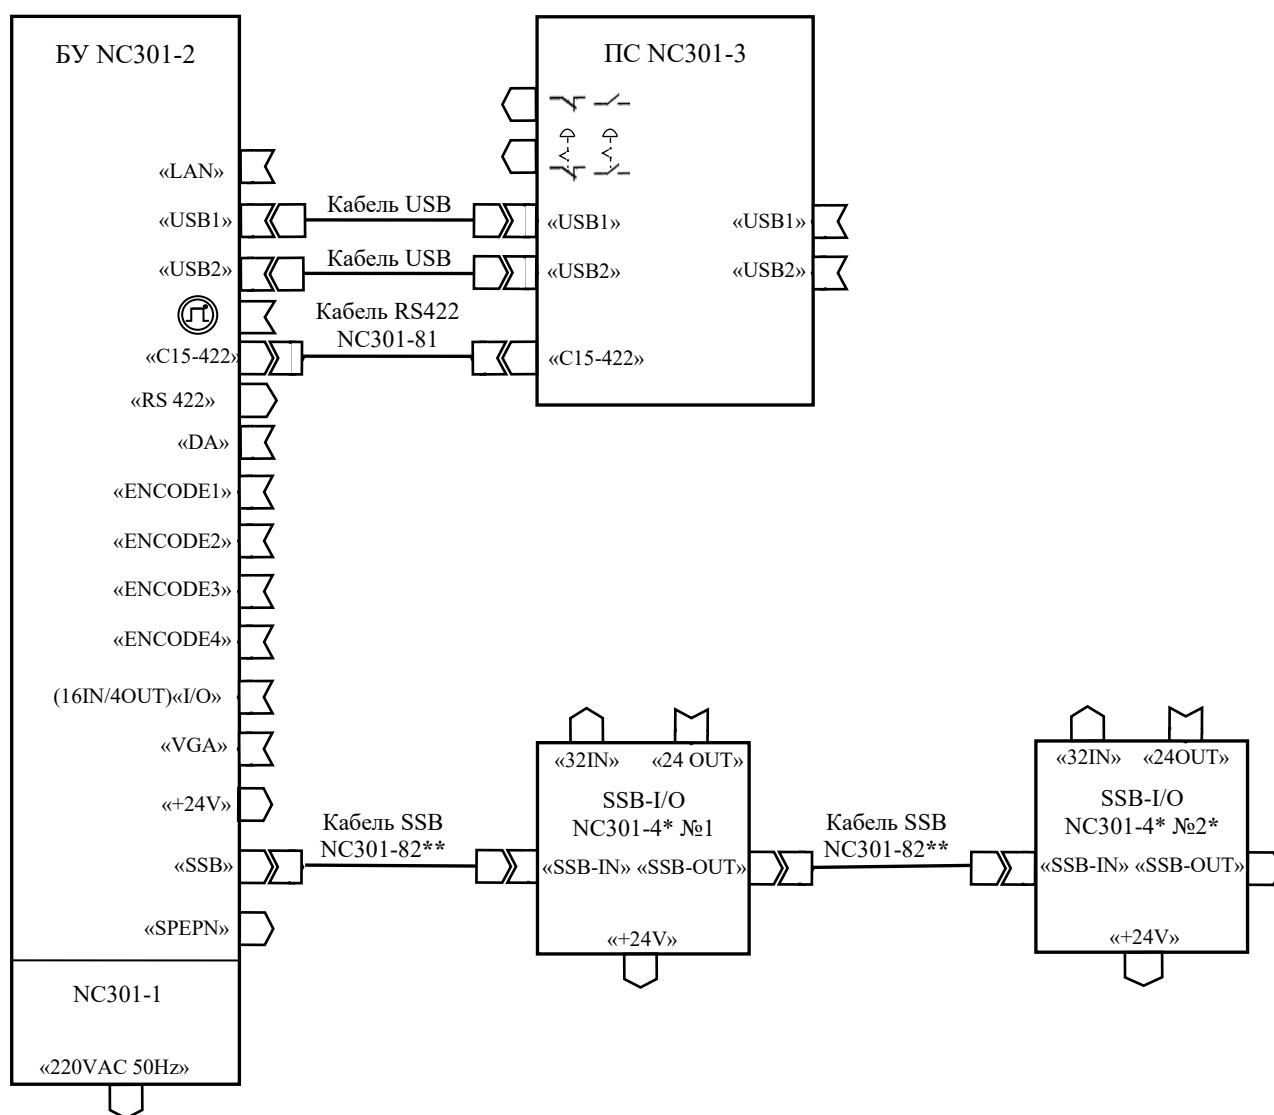 БУ NC301-2
«LAN»
«USB1»
«USB2»
«C15-422»
«RS 422»
«DA»
«ENCODE1»
«ENCODE2»
«ENCODE3»
«ENCODE4»
(16IN/4OUT)«I/O»
«VGA»
«+24V»
«SSB»
«SPEPN»
NC301-1
«220VAC 50Hz»
Кабель USB
Кабель USB
Кабель RS422
NC301-81
ПС NC301-3
«USB1»
«USB2»
«C15-422»
«USB1»
«USB2»
Кабель SSB
NC301-82**
«32IN»
«24 OUT»
SSB-I/O
NC301-4* №1
«SSB-IN» «SSB-OUT»
«+24V»
Кабель SSB
NC301-82**
«32IN»
«24OUT»
SSB-I/O
NC301-4* №2*
«SSB-IN» «SSB-OUT»
«+24V»